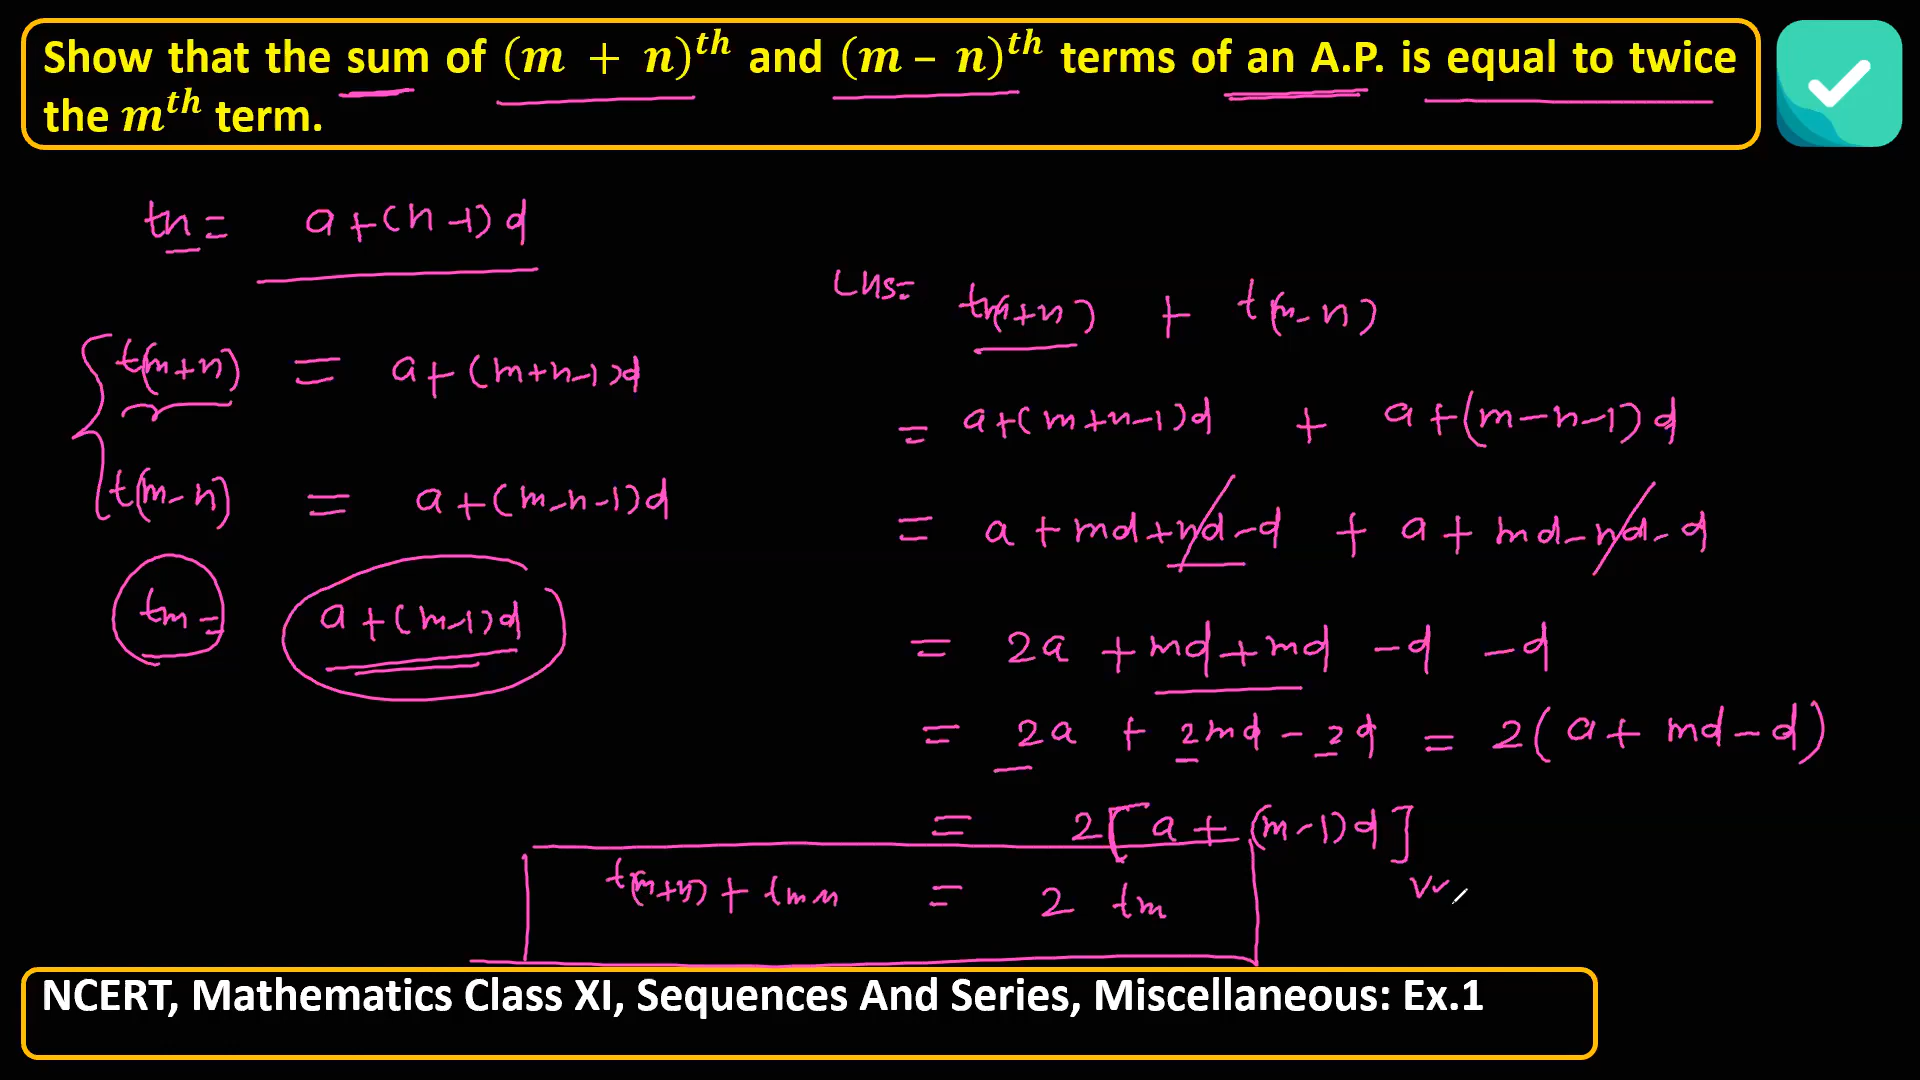 Show that the sum of (m + n)^th and (m – n)^th terms of an A.P. is equal to twice
the m^th term.
tn = a+(n-1)d
t(m+n) = a+(m+n-1)d
t(m-n) = a+(m-n-1)d
tm = a+(m-1)d
LHS = t(m+n) + t(m-n)
= a+(m+n-1)d + a+(m-n-1)d
= a+md+nd-d + a+md-nd-d
= 2a +md+md -d -d
= 2a + 2md - 2d = 2(a+md-d)
= 2[a+(m-1)d]
t(m+n) + tmn = 2 tm
NCERT, Mathematics Class XI, Sequences And Series, Miscellaneous: Ex.1